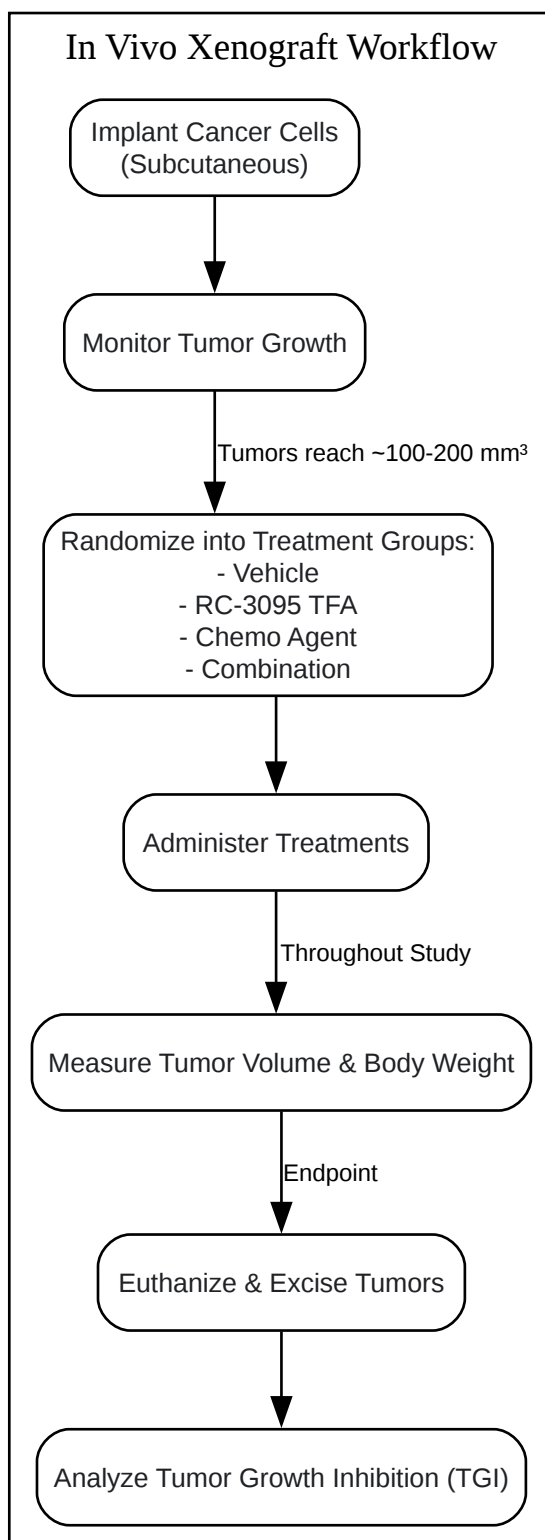 In Vivo Xenograft Workflow
Implant Cancer Cells
(Subcutaneous)
Monitor Tumor Growth
Tumors reach ~100-200 mm³
Randomize into Treatment Groups:
- Vehicle
- RC-3095 TFA
- Chemo Agent
- Combination
Administer Treatments
Throughout Study
Measure Tumor Volume & Body Weight
Endpoint
Euthanize & Excise Tumors
Analyze Tumor Growth Inhibition (TGI)